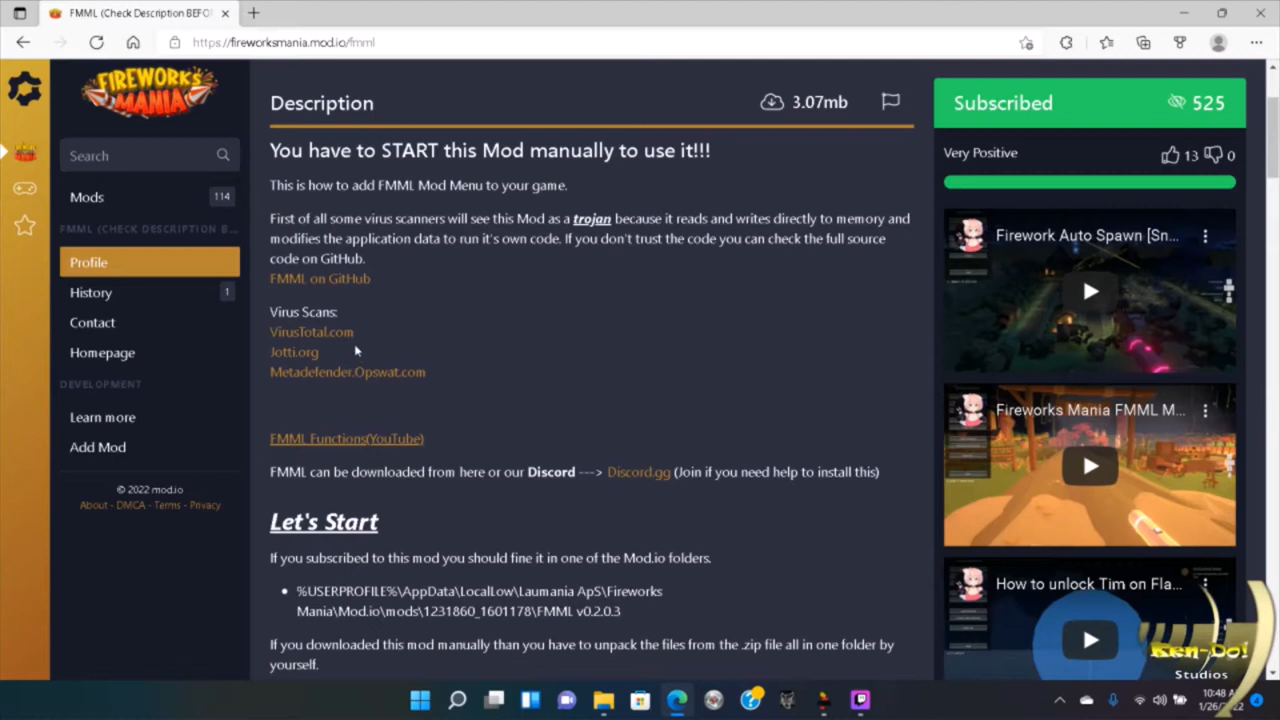 FMML (Check Description BEFO
https://fireworksmania.mod.io/fmml
FIREWORKS
MANIA
Search
Mods
114
FMML (CHECK DESCRIPTION B...
Profile
History
1
Contact
Homepage
DEVELOPMENT
Learn more
Add Mod
© 2022 mod.io
About - DMCA - Terms - Privacy
Description
3.07mb
You have to START this Mod manually to use it!!!
This is how to add FMML Mod Menu to your game.
First of all some virus scanners will see this Mod as a trojan because it reads and writes directly to memory and
modifies the application data to run it's own code. If you don't trust the code you can check the full source
code on GitHub.
FMML on GitHub
Virus Scans:
VirusTotal.com
Jotti.org
Metadefender.Opswat.com
FMML Functions(YouTube)
FMML can be downloaded from here or our Discord ---> Discord.gg (Join if you need help to install this)
Let's Start
If you subscribed to this mod you should fine it in one of the Mod.io folders.
%USERPROFILE%\AppData\LocalLow\Laumania ApS\Fireworks
Mania\Mod.io\mods\1231860_1601178\FMML v0.2.0.3
If you downloaded this mod manually than you have to unpack the files from the .zip file all in one folder by
yourself.
Subscribed
525
Very Positive
13
0
Firework Auto Spawn [Sn...
Fireworks Mania FMML M...
How to unlock Tim on Fla...
Ken-Do!
Studios
10:48 A
1/26/2022
4